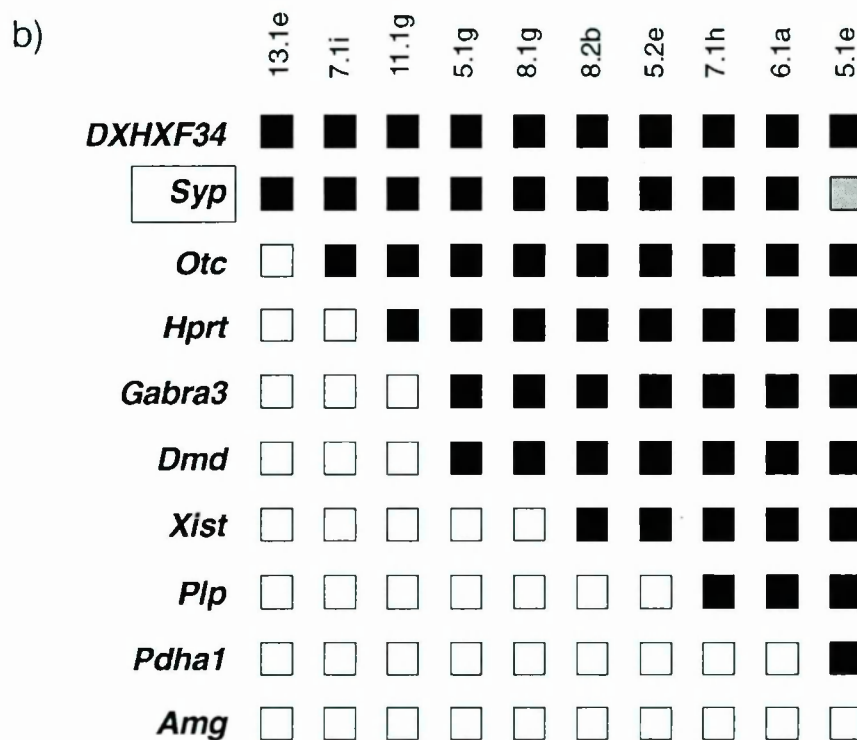 b)
13.1e 7.1i 11.1g 5.1g 8.1g 8.2b 5.2e 7.1h 6.1a 5.1e
DXHXF34
Syp
Otc
Hprt
Gabra3
Dmd
Xist
Plp
Pdha1
Amg